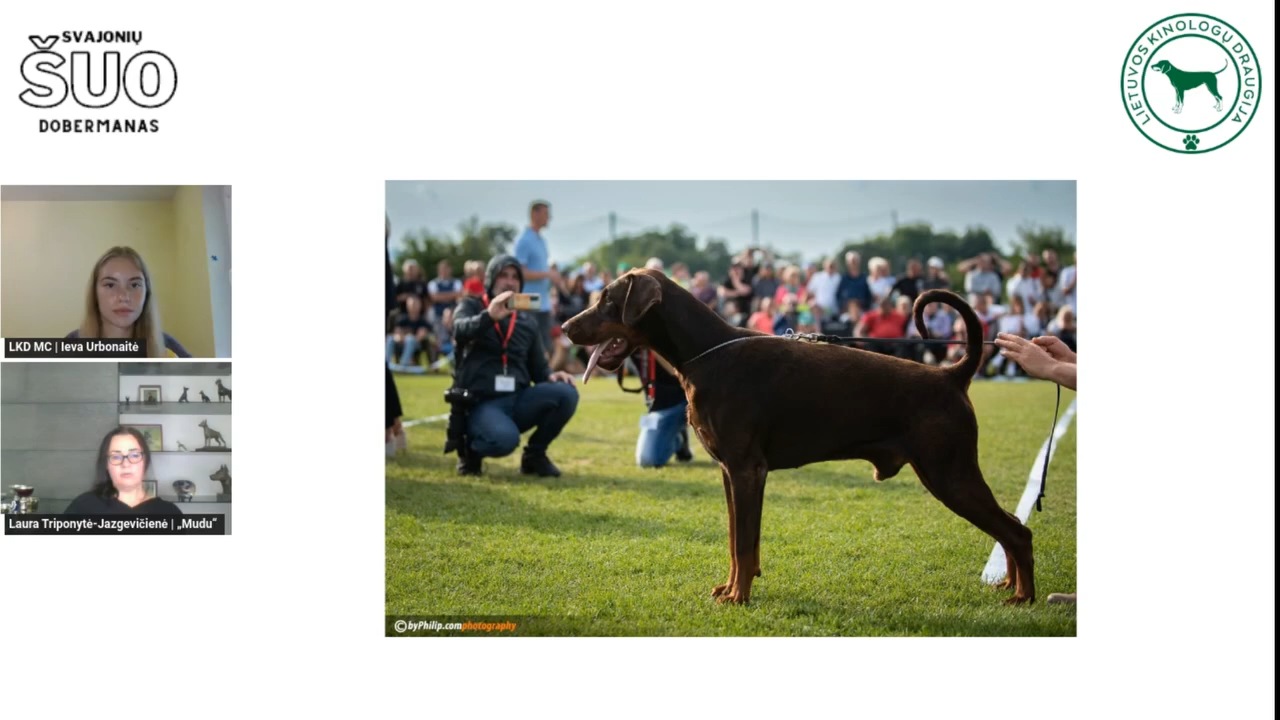 SVAJONIŲ
ŠUO
DOBERMANAS
LIETUVOS KINOLOGŲ DRAUGIJA
LKD MC | Ieva Urbonaitė
Laura Triponytė-Jazgevičienė | „Mudu“
©byPhilip.comphotography